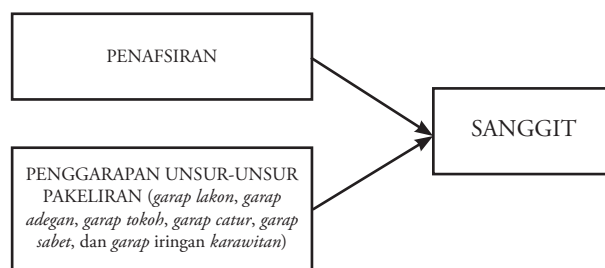 PENAFSIRAN
SANGGIT
PENGGARAPAN UNSUR-UNSUR
PAKELIRAN (garap lakon, garap
adegan, garap tokoh, garap catur, garap
sabet, dan garap iringan karawitan)